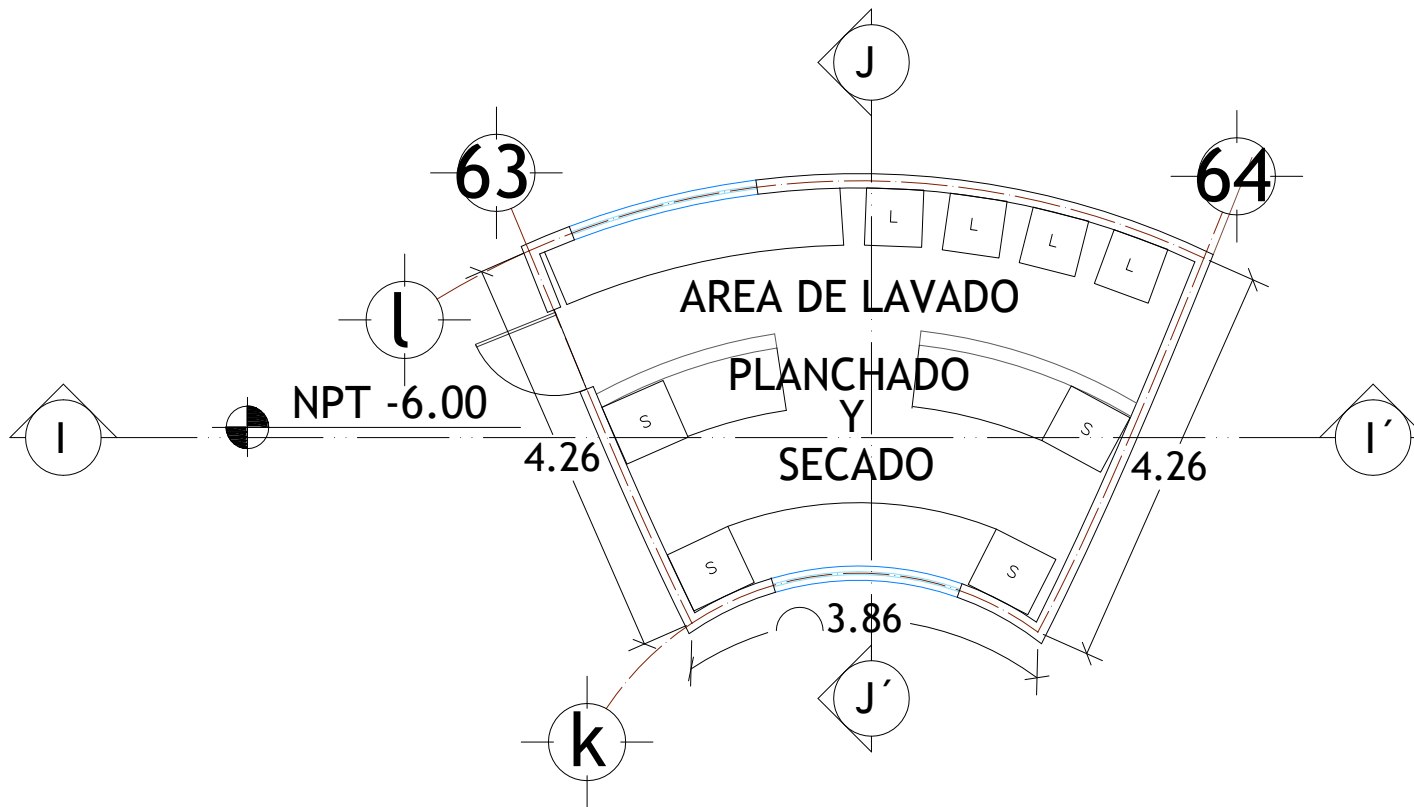 J
63
64
L
L
L
L
AREA DE LAVADO
l
PLANCHADO
NPT -6.00
Y
S
S
I
I´
4.26
SECADO
4.26
S
S
3.86
J´
k